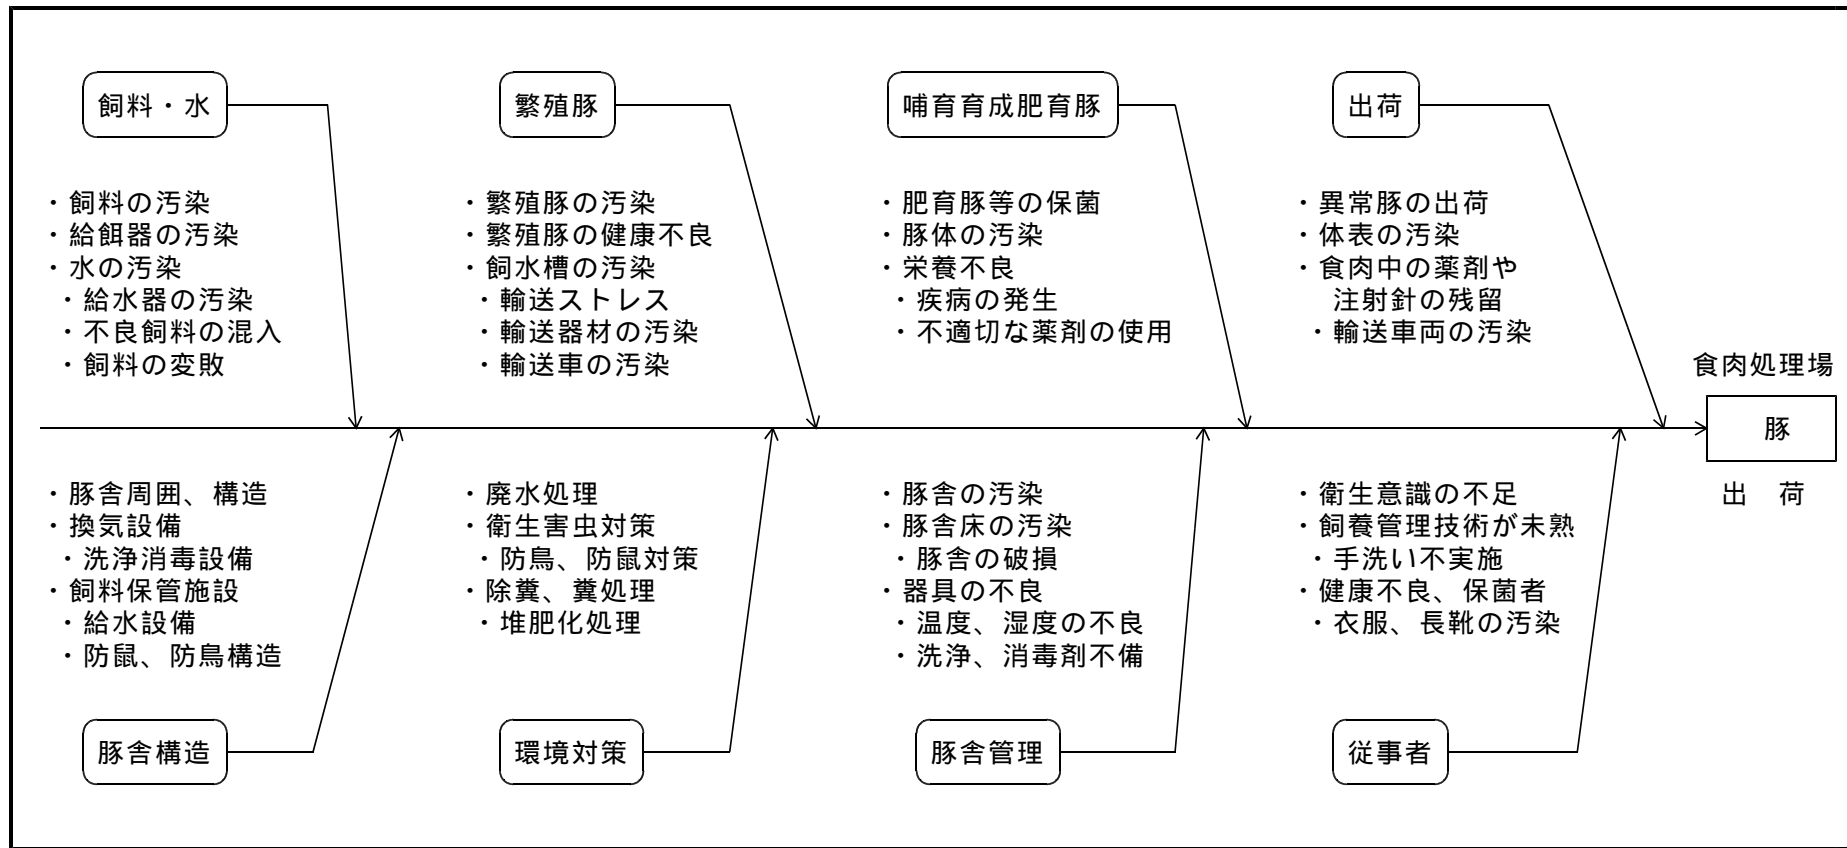 飼料・水
・飼料の汚染
・給餌器の汚染
・水の汚染
・給水器の汚染
・不良飼料の混入
・飼料の変敗
繁殖豚
・繁殖豚の汚染
・繁殖豚の健康不良
・飼水槽の汚染
・輸送ストレス
・輸送器材の汚染
・輸送車の汚染
哺育育成肥育豚
・肥育豚等の保菌
・豚体の汚染
・栄養不良
・疾病の発生
・不適切な薬剤の使用
出荷
・異常豚の出荷
・体表の汚染
・食肉中の薬剤や
注射針の残留
・輸送車両の汚染
食肉処理場
豚
出 荷
・豚舎周囲、構造
・換気設備
・洗浄消毒設備
・飼料保管施設
・給水設備
・防鼠、防鳥構造
豚舎構造
・廃水処理
・衛生害虫対策
・防鳥、防鼠対策
・除糞、糞処理
・堆肥化処理
環境対策
・豚舎の汚染
・豚舎床の汚染
・豚舎の破損
・器具の不良
・温度、湿度の不良
・洗浄、消毒剤不備
豚舎管理
・衛生意識の不足
・飼養管理技術が未熟
・手洗い不実施
・健康不良、保菌者
・衣服、長靴の汚染
従事者